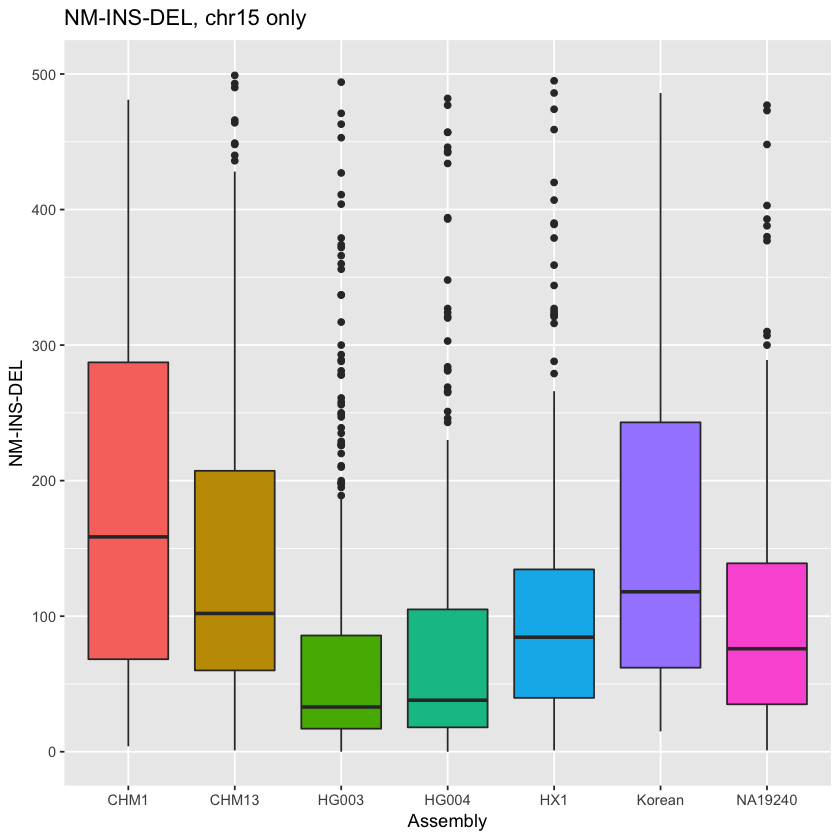 NM-INS-DEL, chr15 only
500
400
300
200
100
0
NM-INS-DEL
CHM1 CHM13 HG003 HG004 HX1 Korean NA19240
Assembly